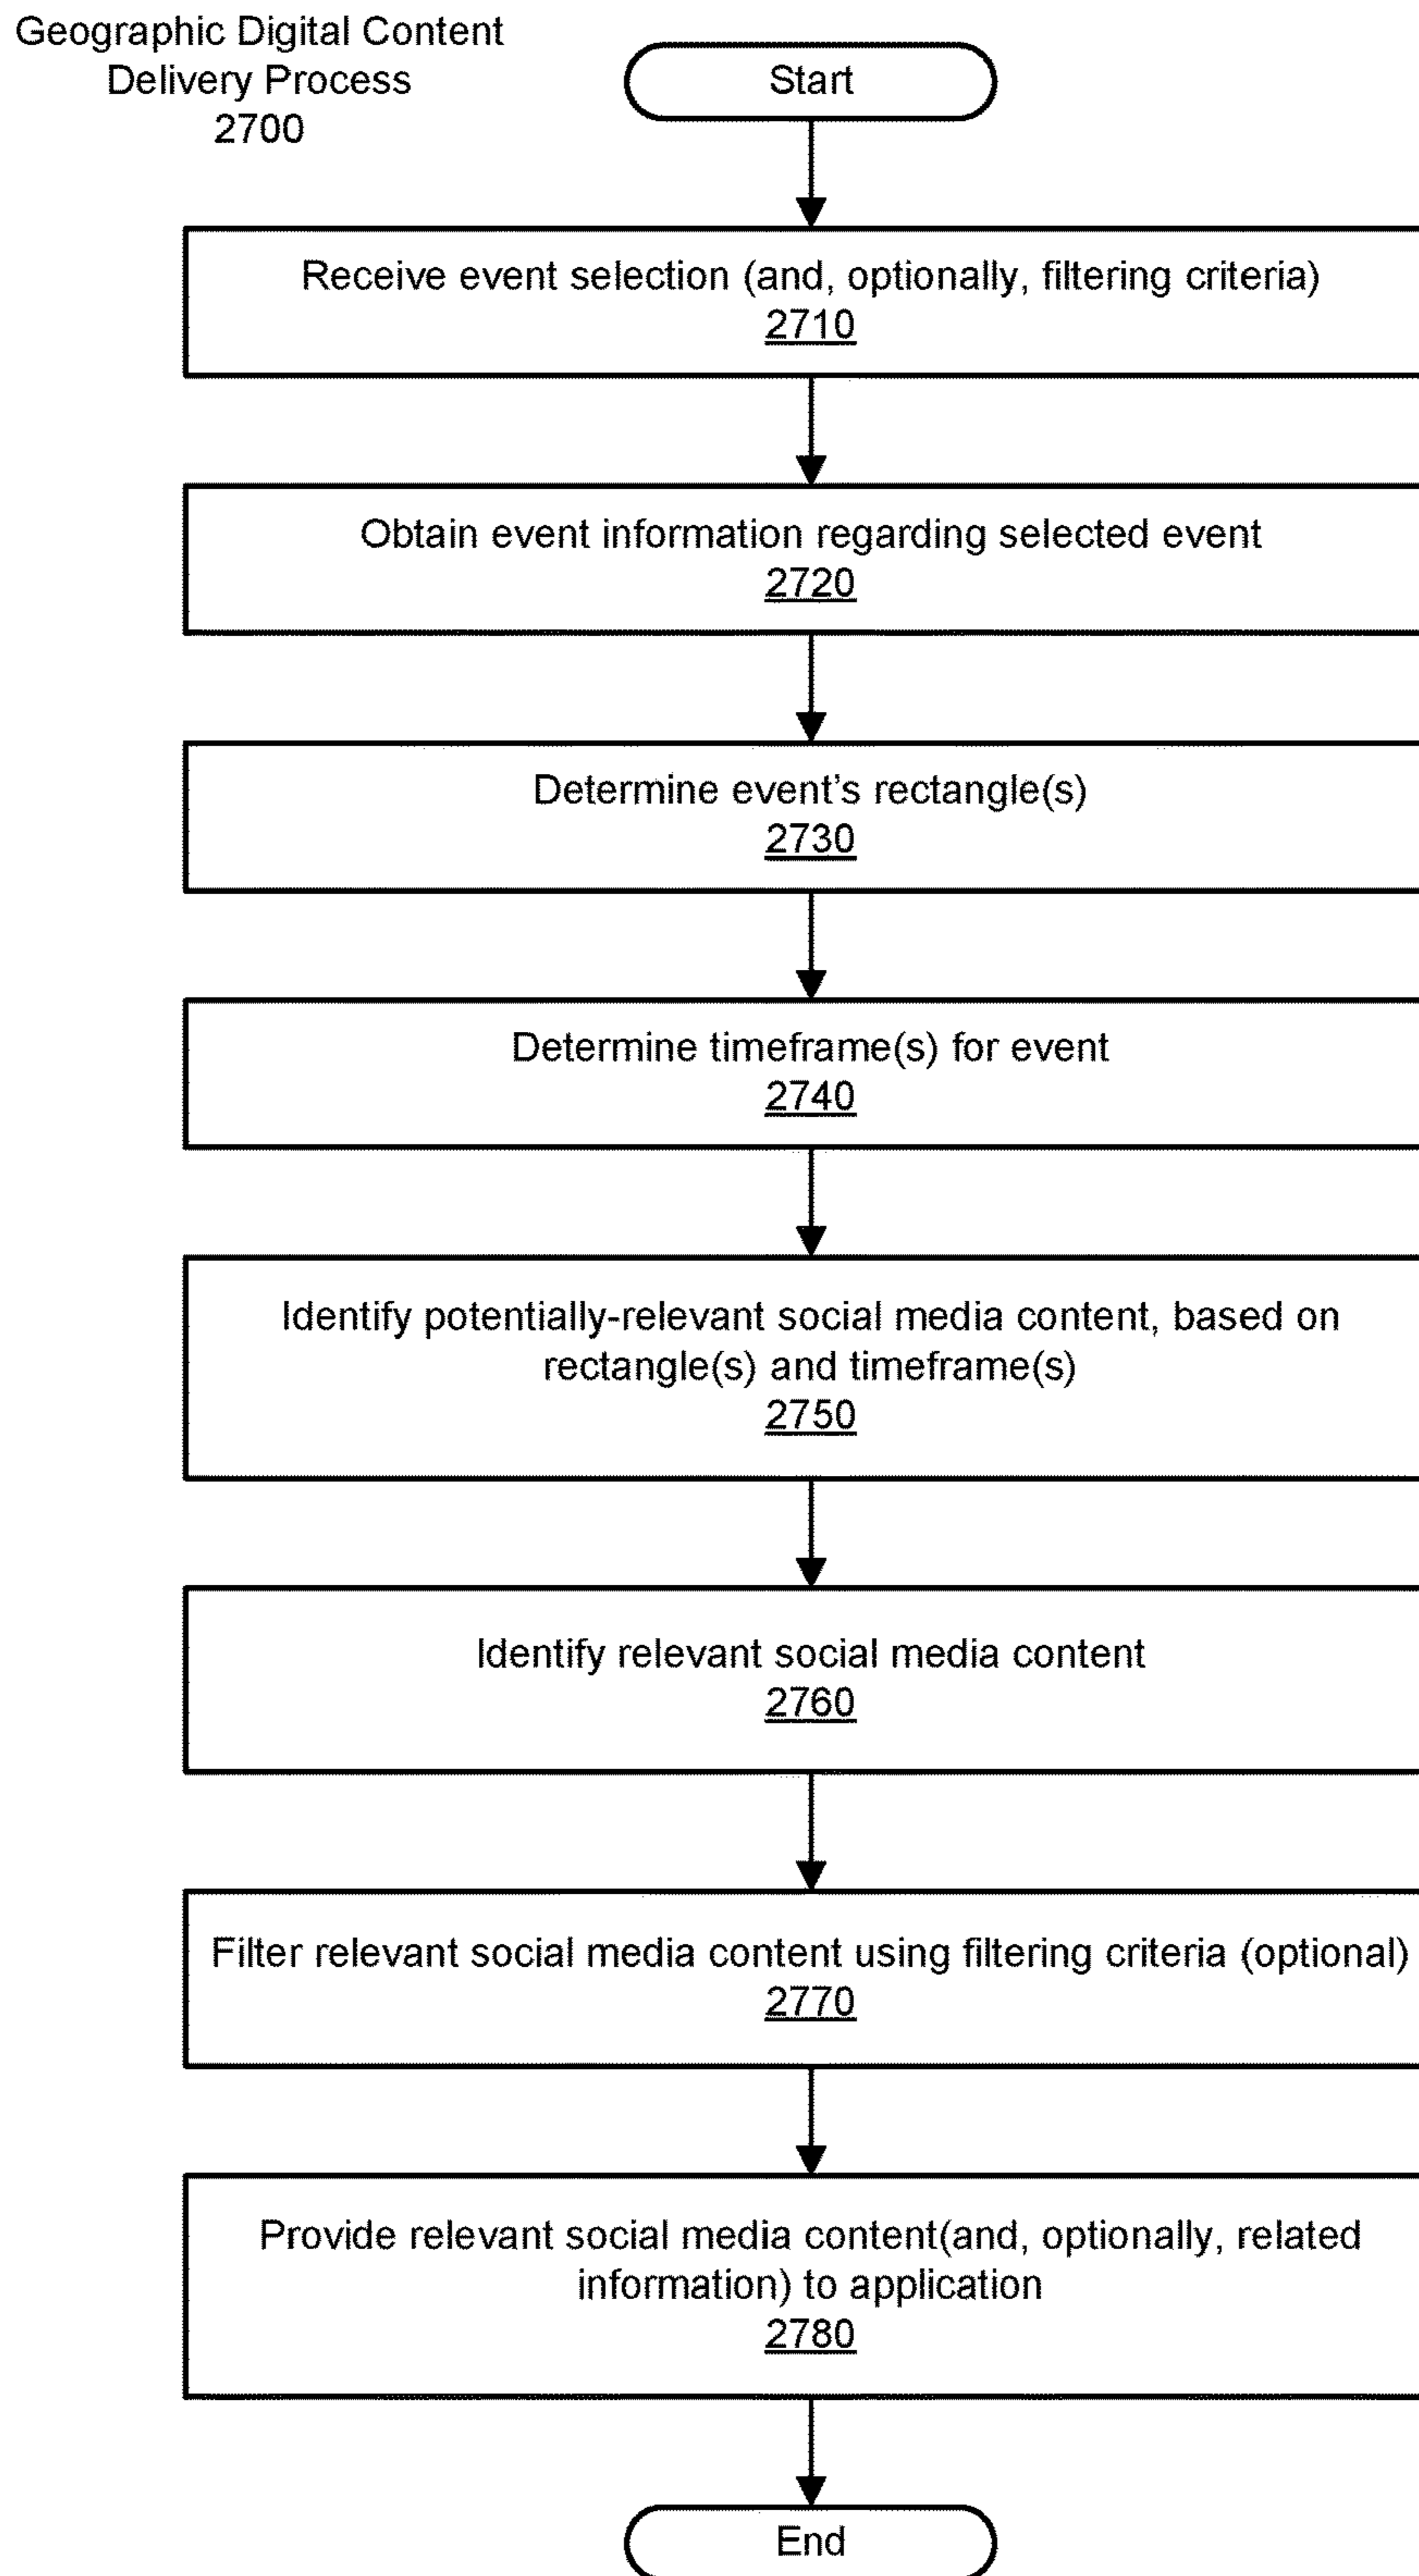 Geographic Digital Content
Delivery Process
2700
Start
Receive event selection (and, optionally, filtering criteria)
2710
Obtain event information regarding selected event
2720
Determine event's rectangle(s)
2730
Determine timeframe(s) for event
2740
Identify potentially-relevant social media content, based on
rectangle(s) and timeframe(s)
2750
Identify relevant social media content
2760
Filter relevant social media content using filtering criteria (optional)
2770
Provide relevant social media content(and, optionally, related
information) to application
2780
End